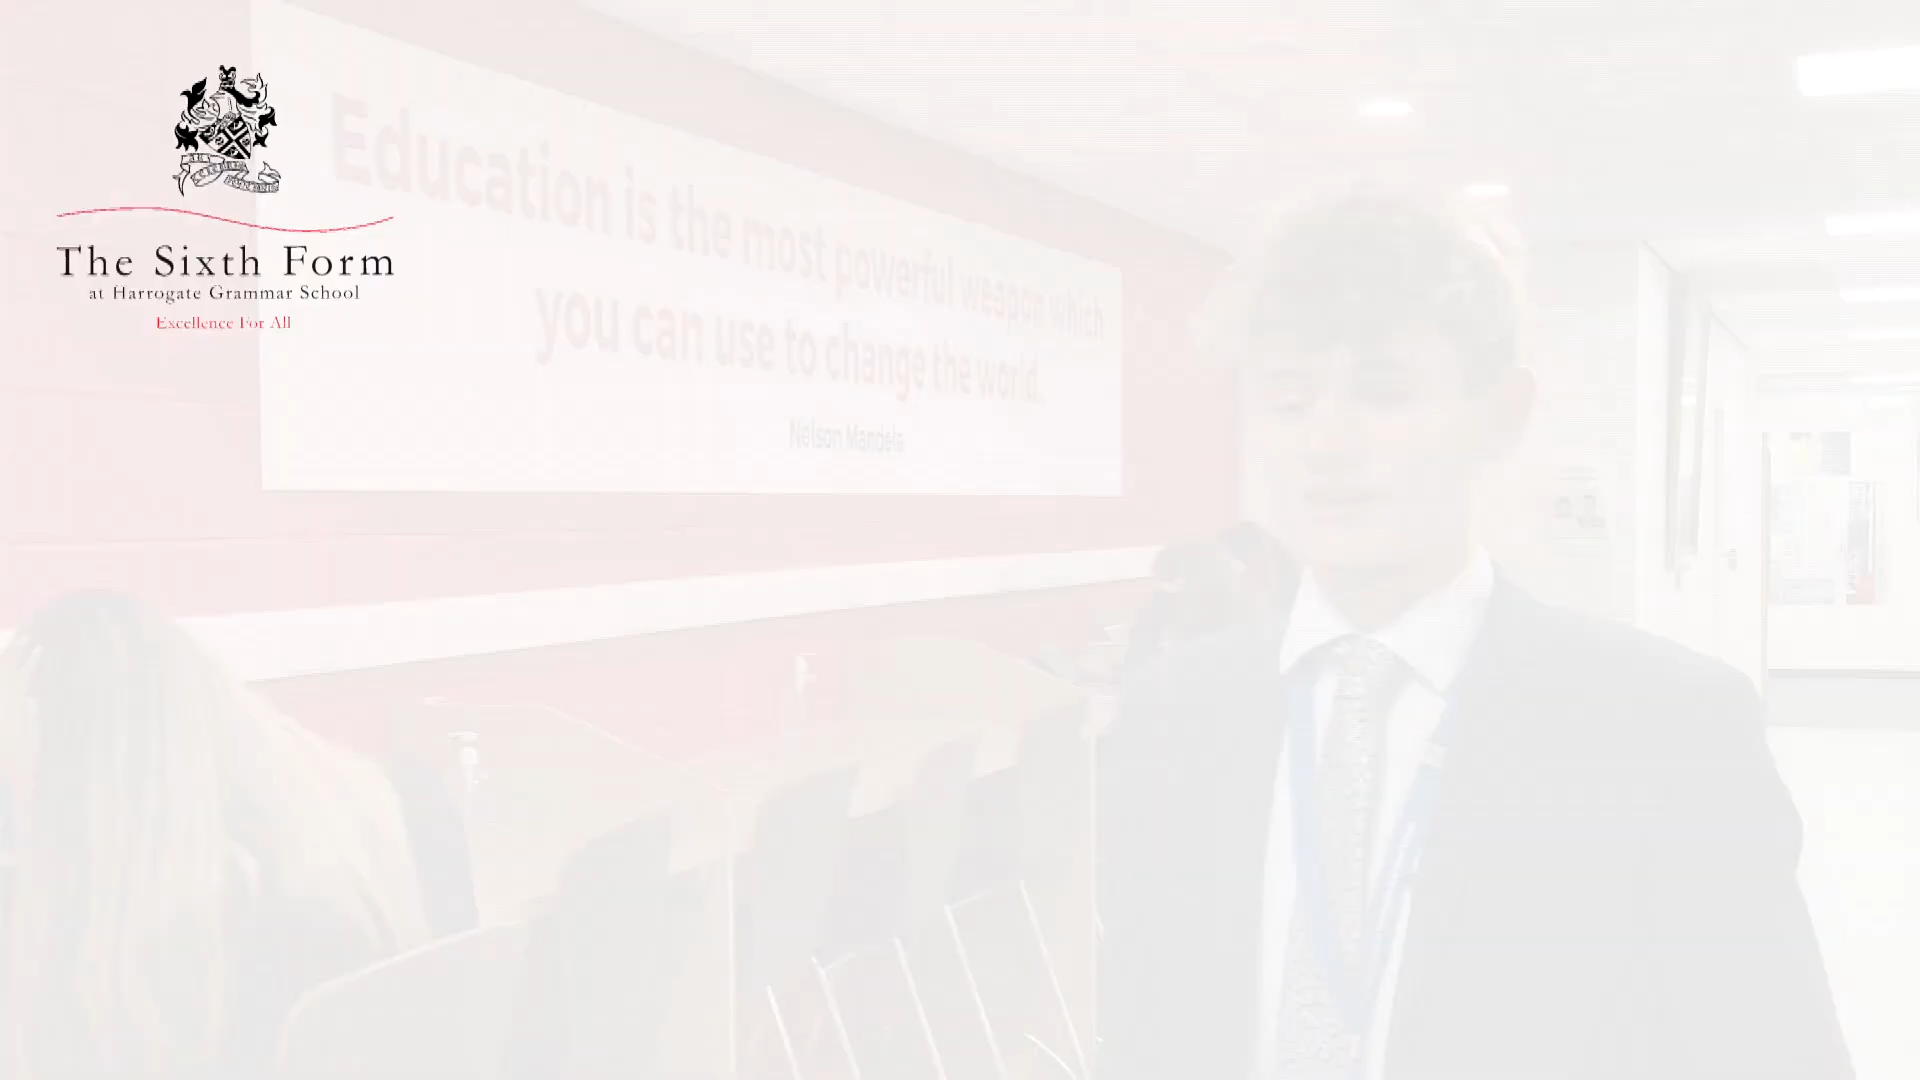 The Sixth Form
at Harrogate Grammar School
Excellence For All
Education is the most powerful weapon which
you can use to change the world.
Nelson Mandela